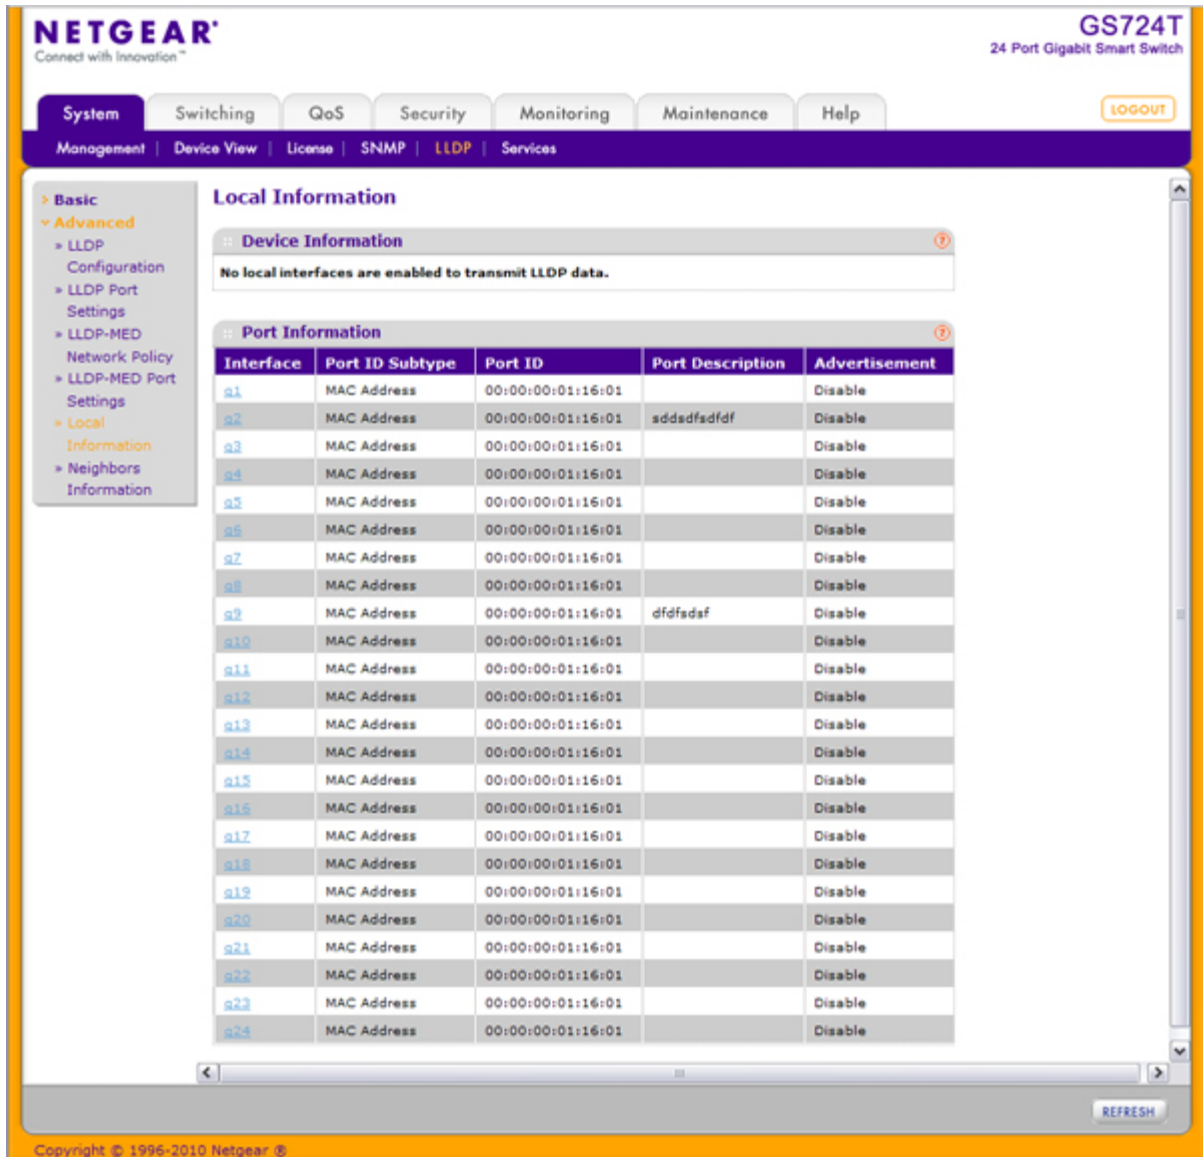 NETGEAR®
Connect with Innovation™
GS724T
24 Port Gigabit Smart Switch
System Switching QoS Security Monitoring Maintenance Help LOGOUT
Management | Device View | License | SNMP | LLDP | Services
Basic
Advanced
» LLDP
Configuration
» LLDP Port
Settings
» LLDP-MED
Network Policy
» LLDP-MED Port
Settings
» Local
Information
» Neighbors
Information
Local Information
Device Information
No local interfaces are enabled to transmit LLDP data.
Port Information
Interface Port ID Subtype Port ID Port Description Advertisement
g1 MAC Address 00:00:00:01:16:01 Disable
g2 MAC Address 00:00:00:01:16:01 sddsdfsdfdf Disable
g3 MAC Address 00:00:00:01:16:01 Disable
g4 MAC Address 00:00:00:01:16:01 Disable
g5 MAC Address 00:00:00:01:16:01 Disable
g6 MAC Address 00:00:00:01:16:01 Disable
g7 MAC Address 00:00:00:01:16:01 Disable
g8 MAC Address 00:00:00:01:16:01 Disable
g9 MAC Address 00:00:00:01:16:01 dfdfsdsf Disable
g10 MAC Address 00:00:00:01:16:01 Disable
g11 MAC Address 00:00:00:01:16:01 Disable
g12 MAC Address 00:00:00:01:16:01 Disable
g13 MAC Address 00:00:00:01:16:01 Disable
g14 MAC Address 00:00:00:01:16:01 Disable
g15 MAC Address 00:00:00:01:16:01 Disable
g16 MAC Address 00:00:00:01:16:01 Disable
g17 MAC Address 00:00:00:01:16:01 Disable
g18 MAC Address 00:00:00:01:16:01 Disable
g19 MAC Address 00:00:00:01:16:01 Disable
g20 MAC Address 00:00:00:01:16:01 Disable
g21 MAC Address 00:00:00:01:16:01 Disable
g22 MAC Address 00:00:00:01:16:01 Disable
g23 MAC Address 00:00:00:01:16:01 Disable
g24 MAC Address 00:00:00:01:16:01 Disable
REFRESH
Copyright © 1996-2010 Netgear ®